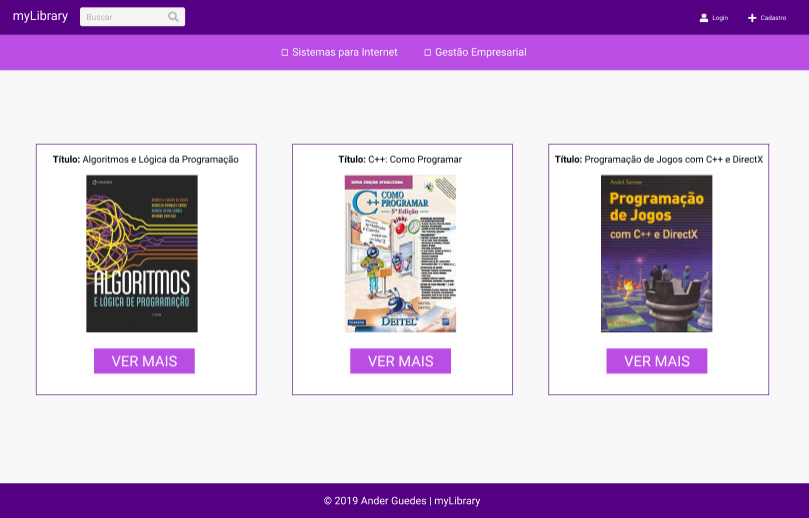 myLibrary
Buscar
Login
Cadastro
Sistemas para Internet
Gestão Empresarial
Título: Algoritmos e Lógica da Programação
ALGORITMOS
E LÓGICA DE PROGRAMAÇÃO
VER MAIS
Título: C++: Como Programar
NOVA EDIÇÃO ATUALIZADA
C++
COMO
PROGRAMAR
5ª Edição
DEITEL
VER MAIS
Título: Programação de Jogos com C++ e DirectX
André Santee
Programação
de Jogos
com C++ e DirectX
VER MAIS
© 2019 Ander Guedes | myLibrary